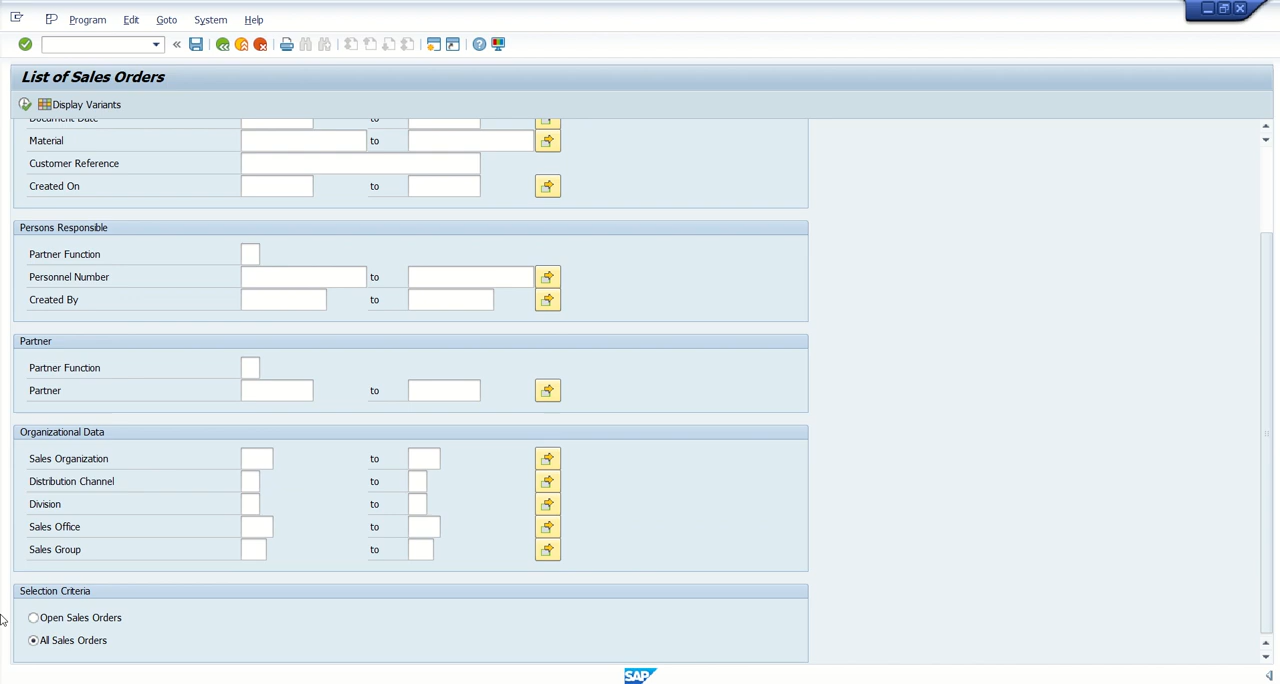 Program Edit Goto System Help
List of Sales Orders
Display Variants
Document Date to
Material to
Customer Reference
Created On to
Persons Responsible
Partner Function
Personnel Number to
Created By to
Partner
Partner Function
Partner to
Organizational Data
Sales Organization to
Distribution Channel to
Division to
Sales Office to
Sales Group to
Selection Criteria
Open Sales Orders
All Sales Orders
SAP